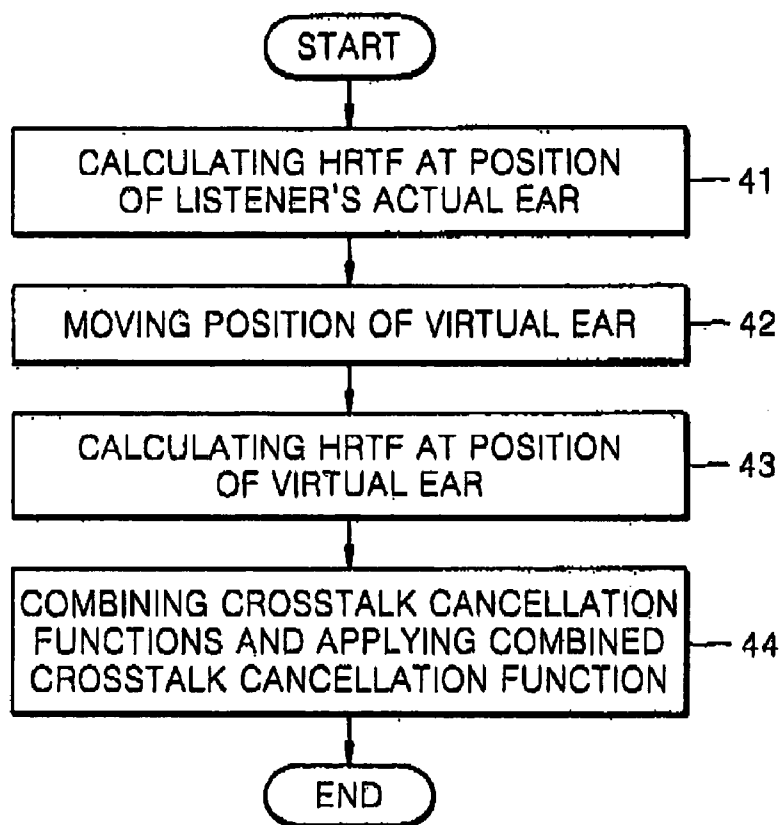 START
CALCULATING HRTF AT POSITION
OF LISTENER'S ACTUAL EAR
41
MOVING POSITION OF VIRTUAL EAR
42
CALCULATING HRTF AT POSITION
OF VIRTUAL EAR
43
COMBINING CROSSTALK CANCELLATION
FUNCTIONS AND APPLYING COMBINED
CROSSTALK CANCELLATION FUNCTION
44
END